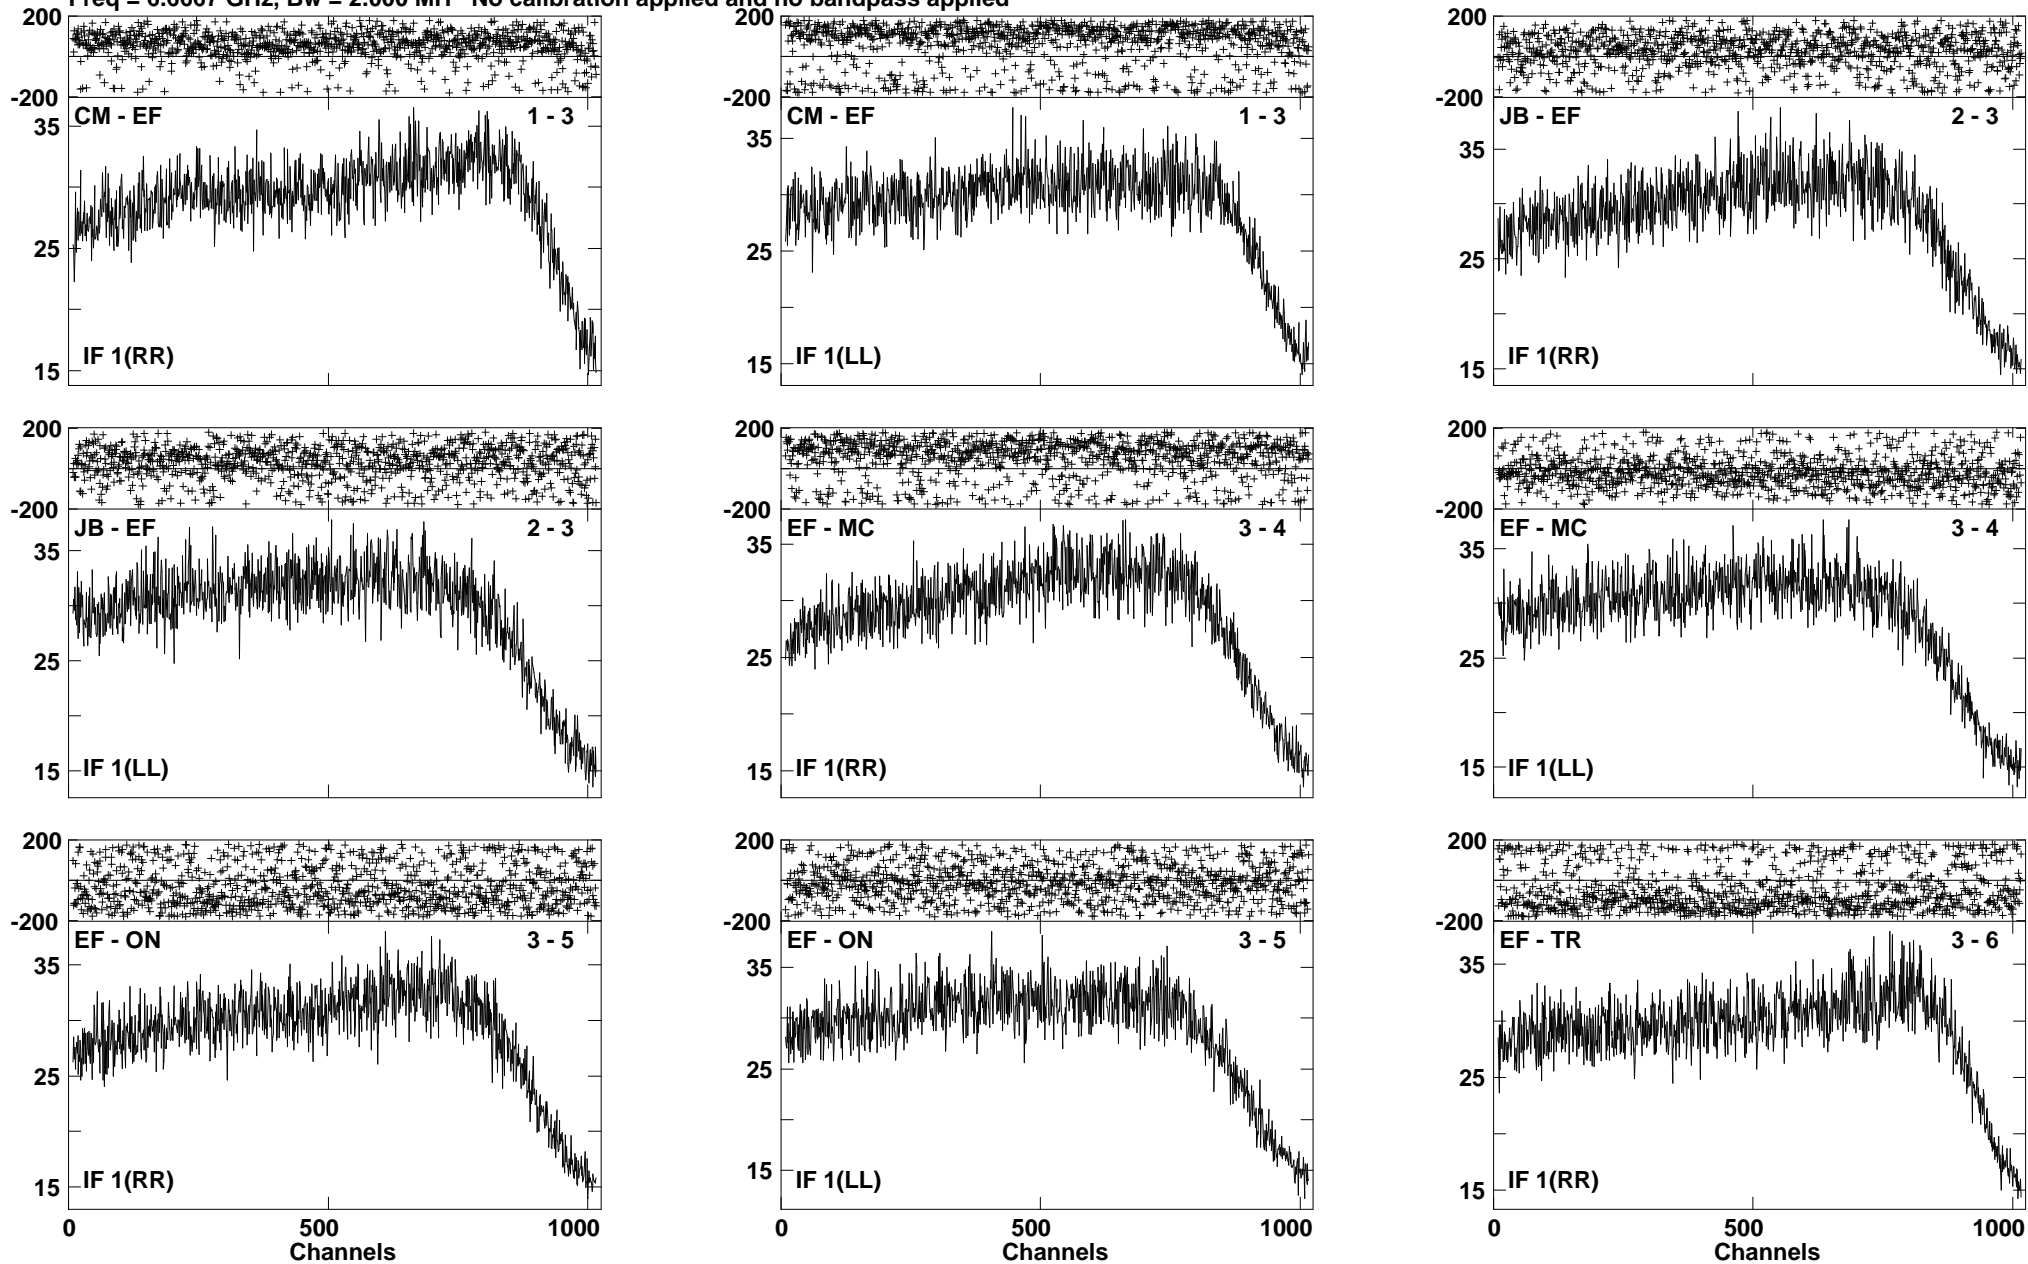 Freq = 6.6667 GHz, Bw = 2.000 MH No calibration applied and no bandpass applied
200
-200
CM - EF 1 - 3
35
25
15
IF 1(RR)
200
-200
CM - EF 1 - 3
35
25
15
IF 1(LL)
200
-200
JB - EF 2 - 3
35
25
15
IF 1(RR)
200
-200
JB - EF 2 - 3
35
25
15
IF 1(LL)
200
-200
EF - MC 3 - 4
35
25
15
IF 1(RR)
200
-200
EF - MC 3 - 4
35
25
15
IF 1(LL)
200
-200
EF - ON 3 - 5
35
25
15
IF 1(RR)
0 500 1000
Channels
200
-200
EF - ON 3 - 5
35
25
15
IF 1(LL)
0 500 1000
Channels
200
-200
EF - TR 3 - 6
35
25
15
IF 1(RR)
0 500 1000
Channels